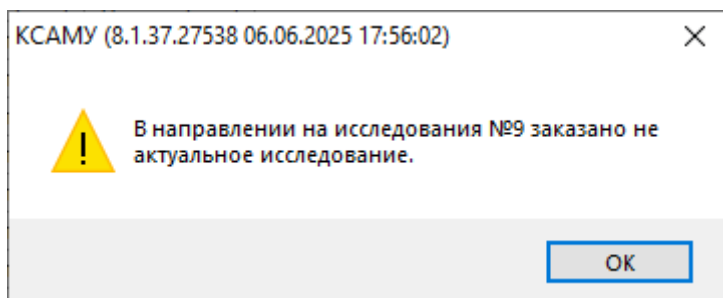 КСАМУ (8.1.37.27538 06.06.2025 17:56:02)
В направлении на исследования №9 заказано не
актуальное исследование.
ОК